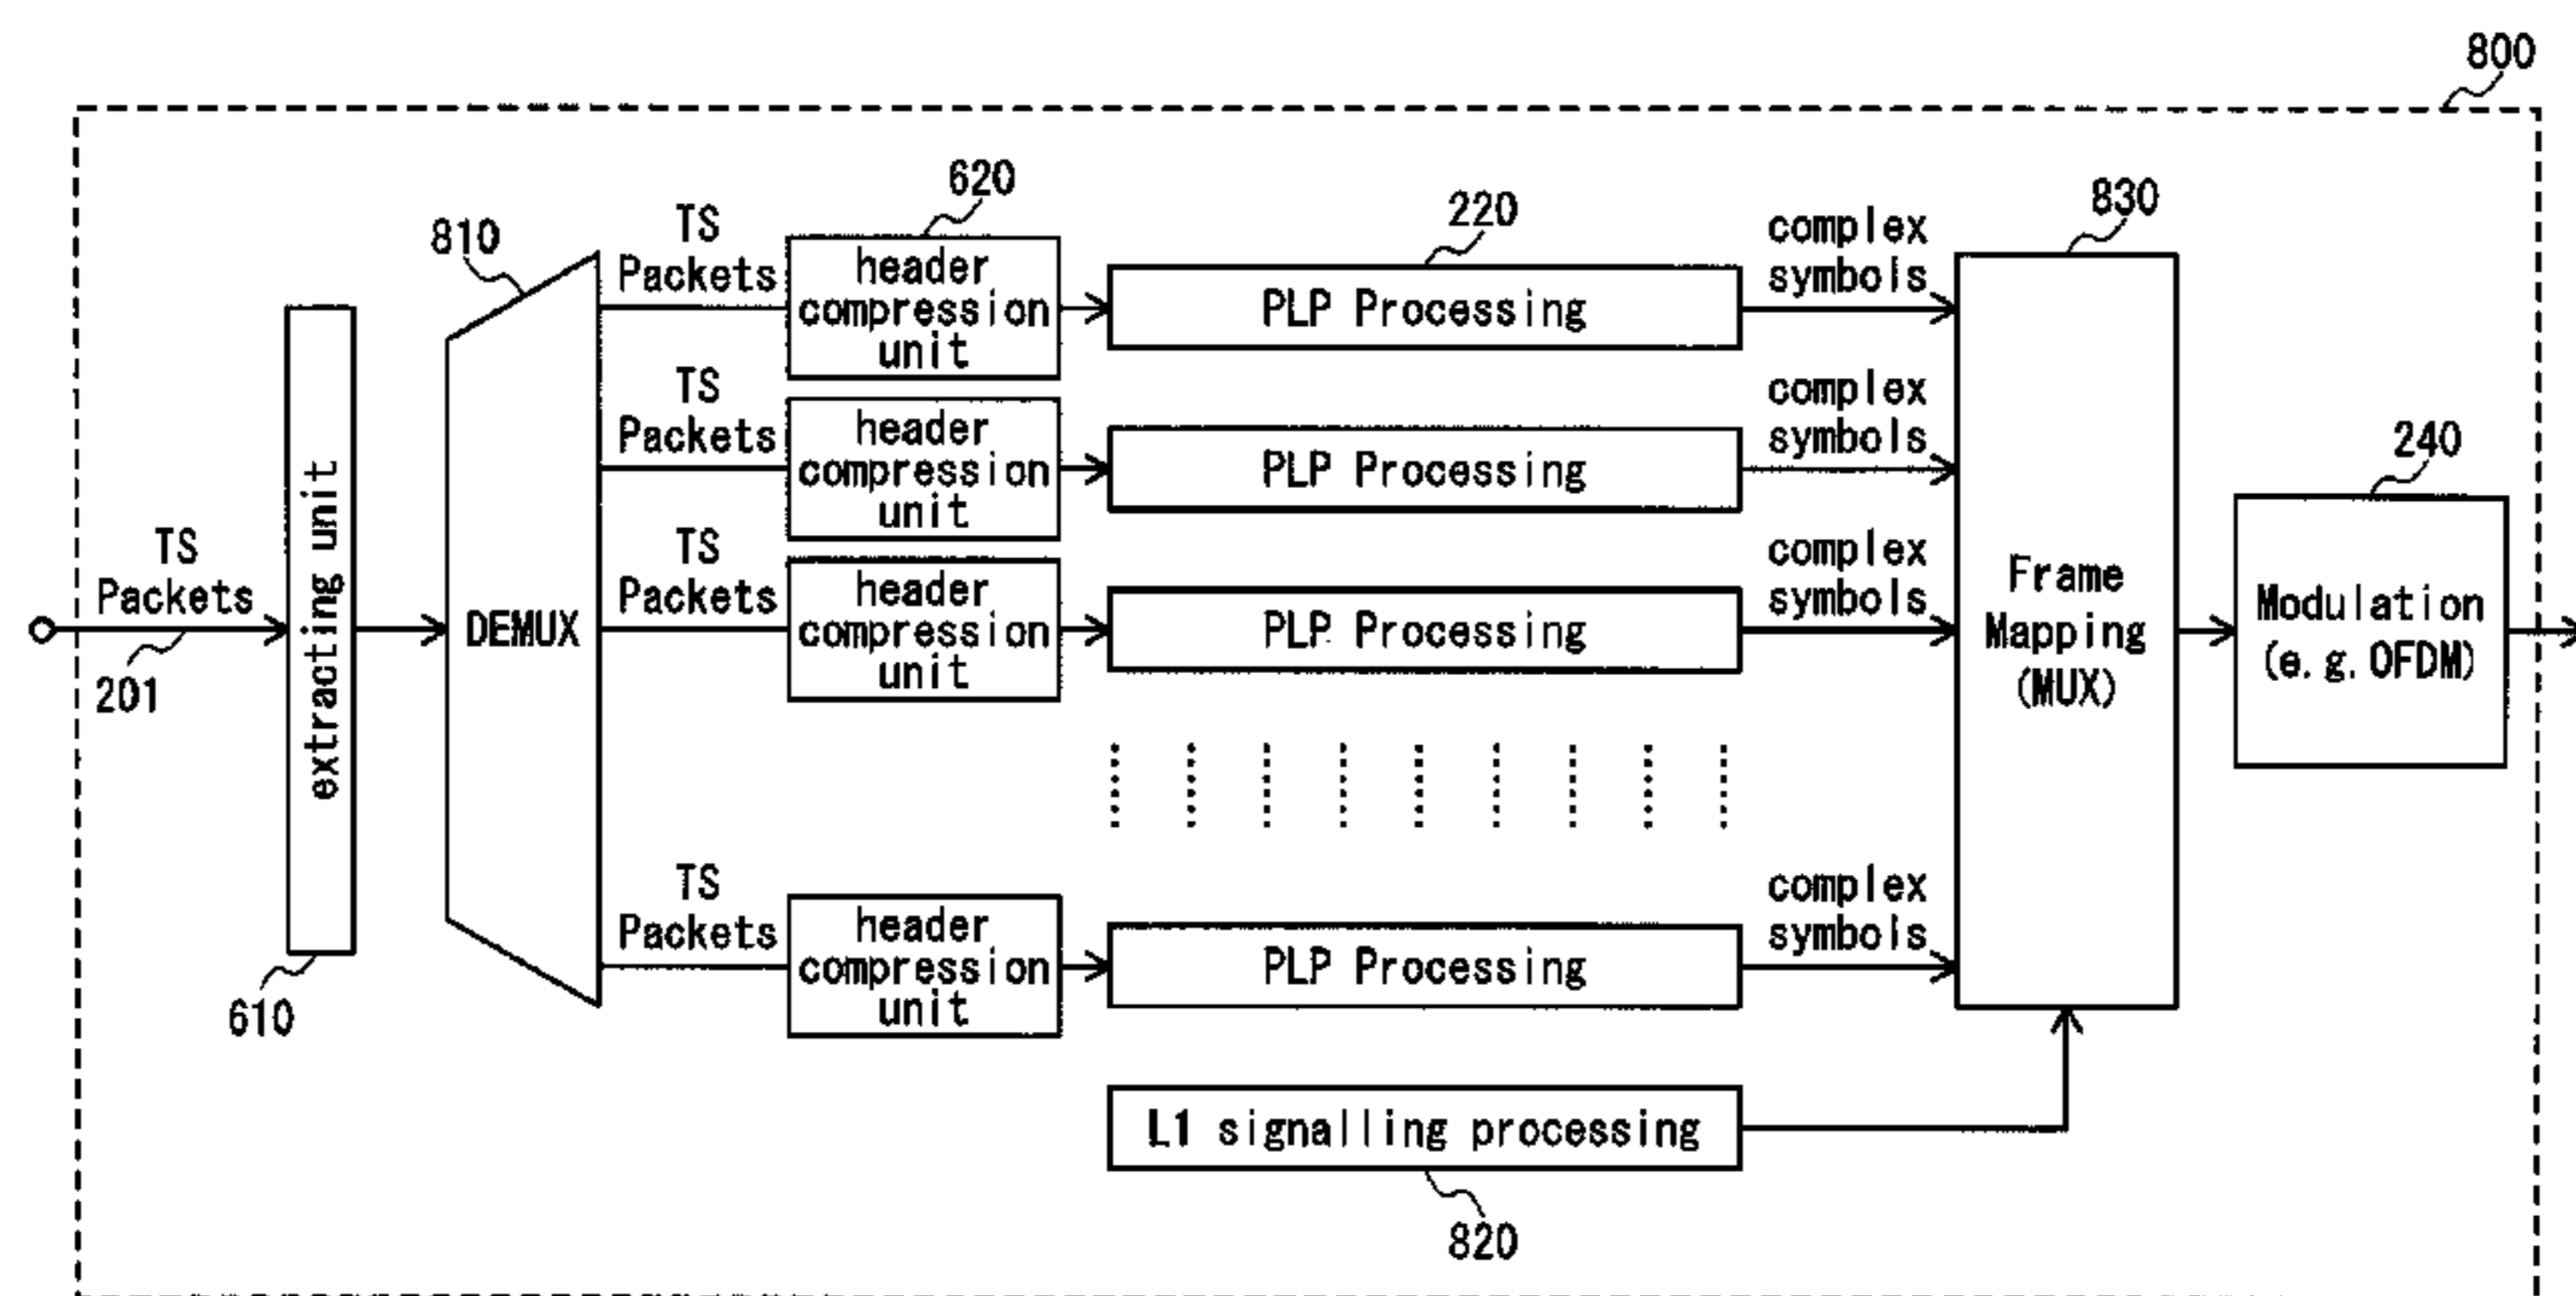 800
620
TS
Packets
810
header
compression
unit
220
PLP Processing
complex
symbols
830
TS
Packets
header
compression
unit
PLP Processing
complex
symbols
240
TS
Packets
201
extracting unit
610
DEMUX
TS
Packets
header
compression
unit
PLP Processing
complex
symbols
Frame
Mapping
(MUX)
Modulation
(e.g.OFDM)
TS
Packets
header
compression
unit
PLP Processing
complex
symbols
L1 signalling processing
820